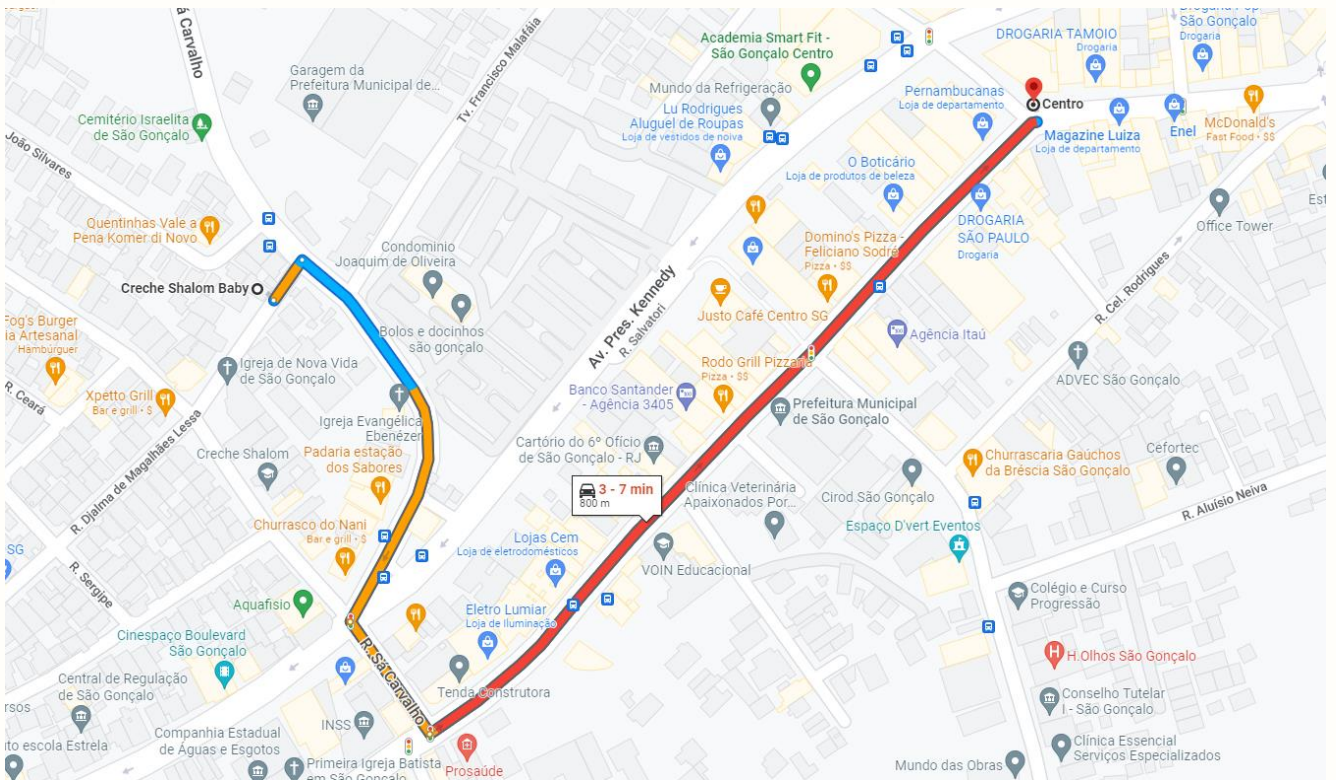 á Carvalho
Garagem da
Prefeitura Municipal de...
Tv. Francisco Malafáia
Academia Smart Fit -
São Gonçalo Centro
São Gonçalo
Drogaria
DROGARIA TAMOIO
Drogaria
Mundo da Refrigeração
Lu Rodrigues
Aluguel de Roupas
Loja de vestidos de noiva
Pernambucanas
Loja de departamento
Centro
Magazine Luiza
Loja de departamento
Enel
McDonald's
Fast Food • $$
Cemitério Israelita
de São Gonçalo
João Silvares
O Boticário
Loja de produtos de beleza
DROGARIA
SÃO PAULO
Drogaria
Office Tower
Est
Quentinhas Vale a
Pena Komer di Novo
Condominio
Joaquim de Oliveira
Domino's Pizza -
Feliciano Sodré
Pizza • $$
Creche Shalom Baby
Av. Pres. Kennedy
R. Salvatori
R. Cel. Rodrigues
Justo Café Centro SG
Agência Itaú
Fog's Burger
ia Artesanal
Hambúrguer
Bolos e docinhos
são gonçalo
Igreja de Nova Vida
de São Gonçalo
Rodo Grill Pizzaria
Pizza • $$
ADVEC São Gonçalo
R. Ceará
Xpetto Grill
Bar e grill • $
Banco Santander
- Agência 3405
Prefeitura Municipal
de São Gonçalo
Igreja Evangélica
Ebenézer
R. Djalma de Magalhães Lessa
Creche Shalom
Padaria estação
dos Sabores
Cartório do 6º Ofício
de São Gonçalo - RJ
Churrascaria Gaúchos
da Bréscia São Gonçalo
Cefortec
3 - 7 min
800 m
Clínica Veterinária
Apaixonados Por...
Cirod São Gonçalo
R. Aluísio Neiva
Churrasco do Nani
Bar e grill • $
Espaço D'vert Eventos
SG
Lojas Cem
Loja de eletrodomésticos
VOIN Educacional
R. Sergipe
Aquafisio
Eletro Lumiar
Loja de Iluminação
Colégio e Curso
Progressão
Cinespaço Boulevard
São Gonçalo
R. Sá Carvalho
H.Olhos São Gonçalo
Central de Regulação
de São Gonçalo
Tenda Construtora
Conselho Tutelar
I - São Gonçalo
rsos
INSS
Companhia Estadual
de Águas e Esgotos
Clínica Essencial
Serviços Especializados
uto escola Estrela
Primeira Igreja Batista
em São Gonçalo
Prosaúde
Mundo das Obras